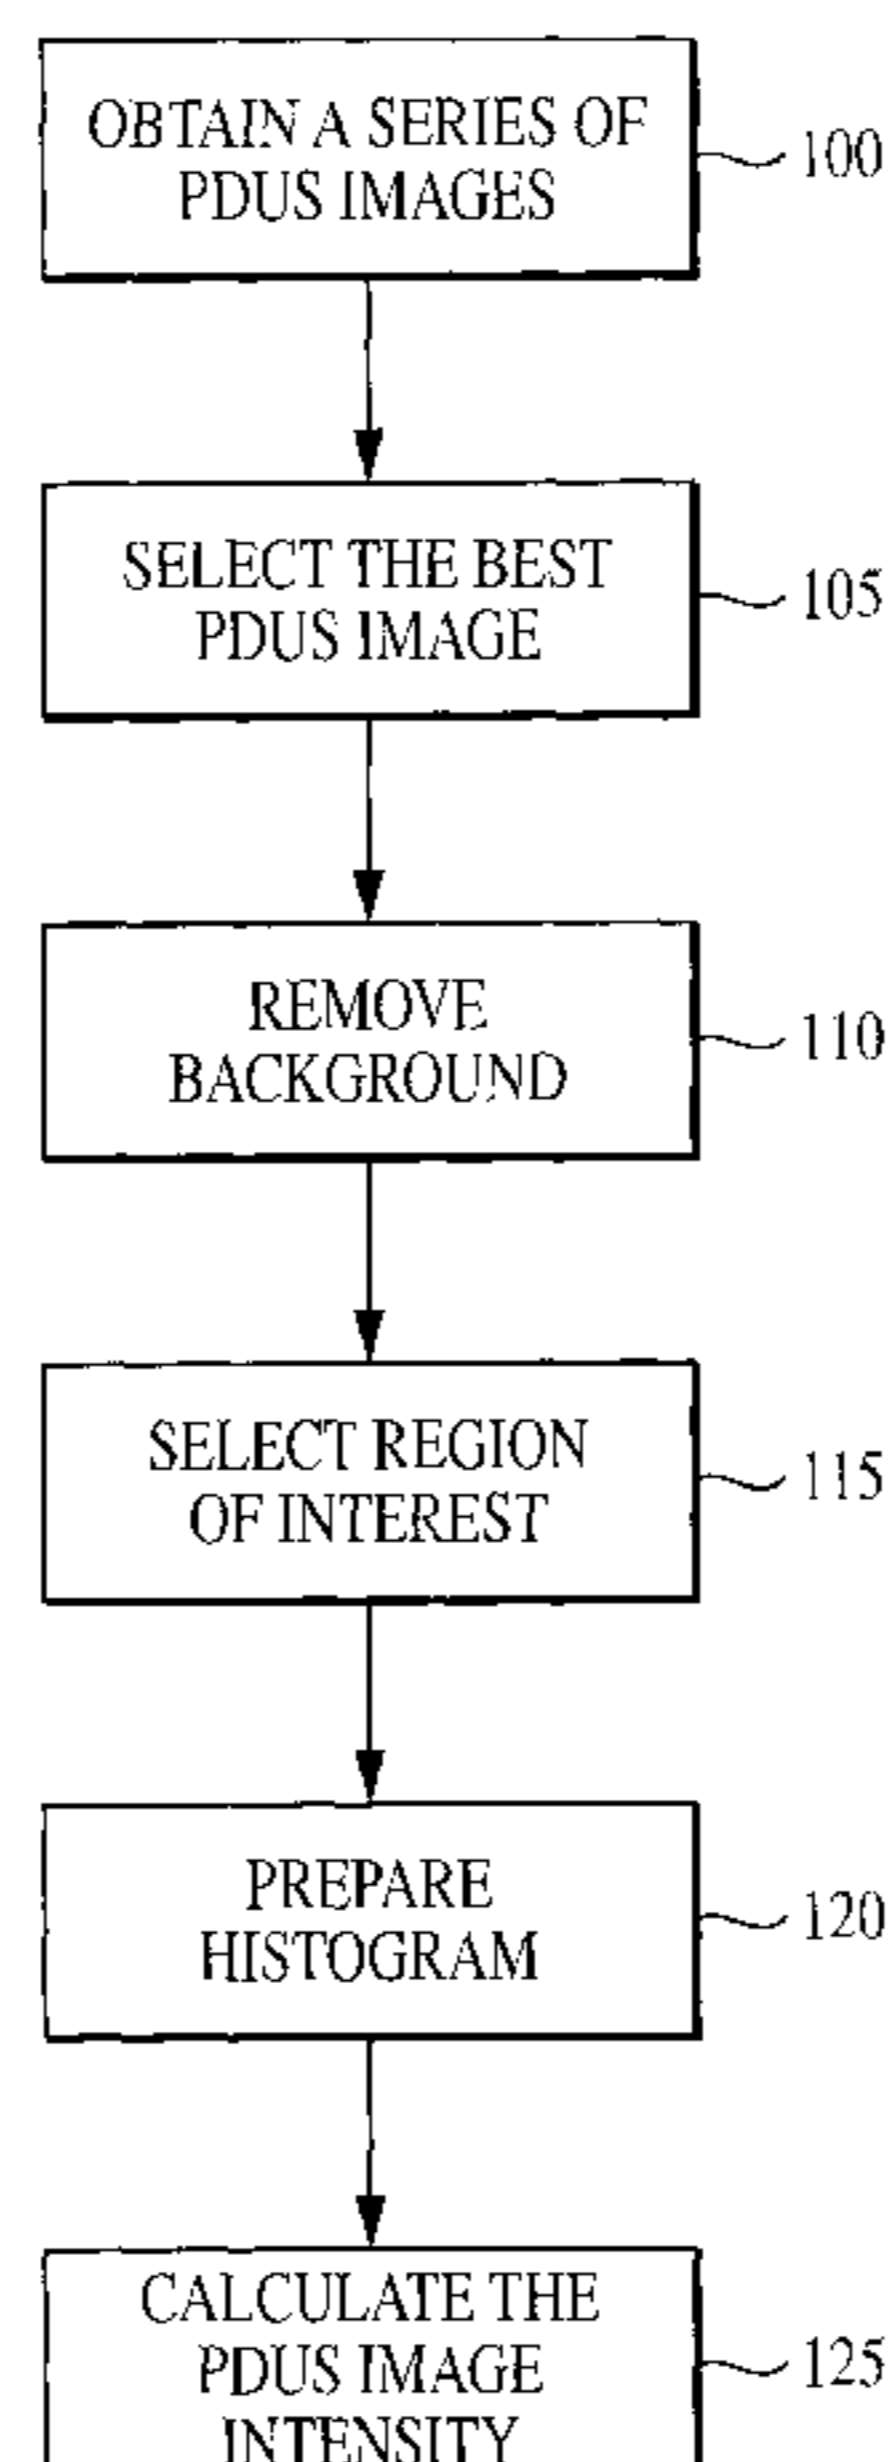 OBTAIN A SERIES OF
PDUS IMAGES
100
SELECT THE BEST
PDUS IMAGE
105
REMOVE
BACKGROUND
110
SELECT REGION
OF INTEREST
115
PREPARE
HISTOGRAM
120
CALCULATE THE
PDUS IMAGE
INTENSITY
125